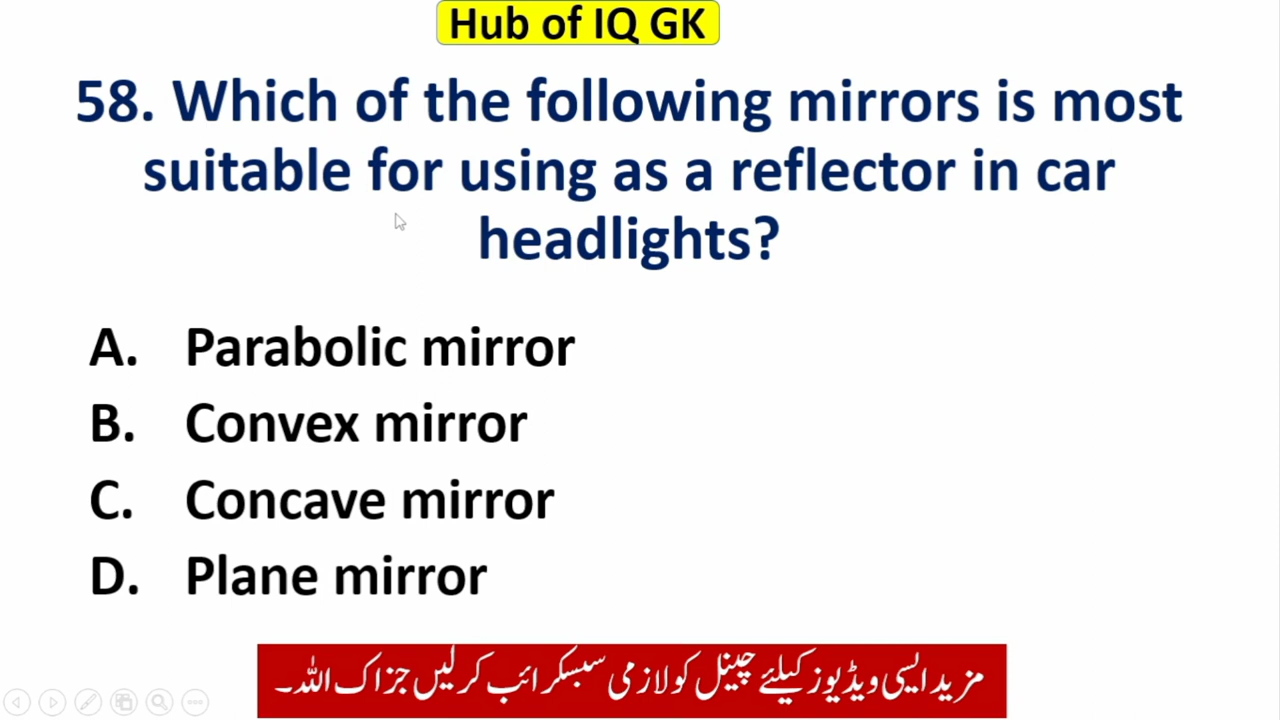 Hub of IQ GK
58. Which of the following mirrors is most
suitable for using as a reflector in car
headlights?
A. Parabolic mirror
B. Convex mirror
C. Concave mirror
D. Plane mirror
مزید ایسی ویڈیوز کیلئے چینل کو لازمی سبسکرائب کر لیں جزاک اللہ۔